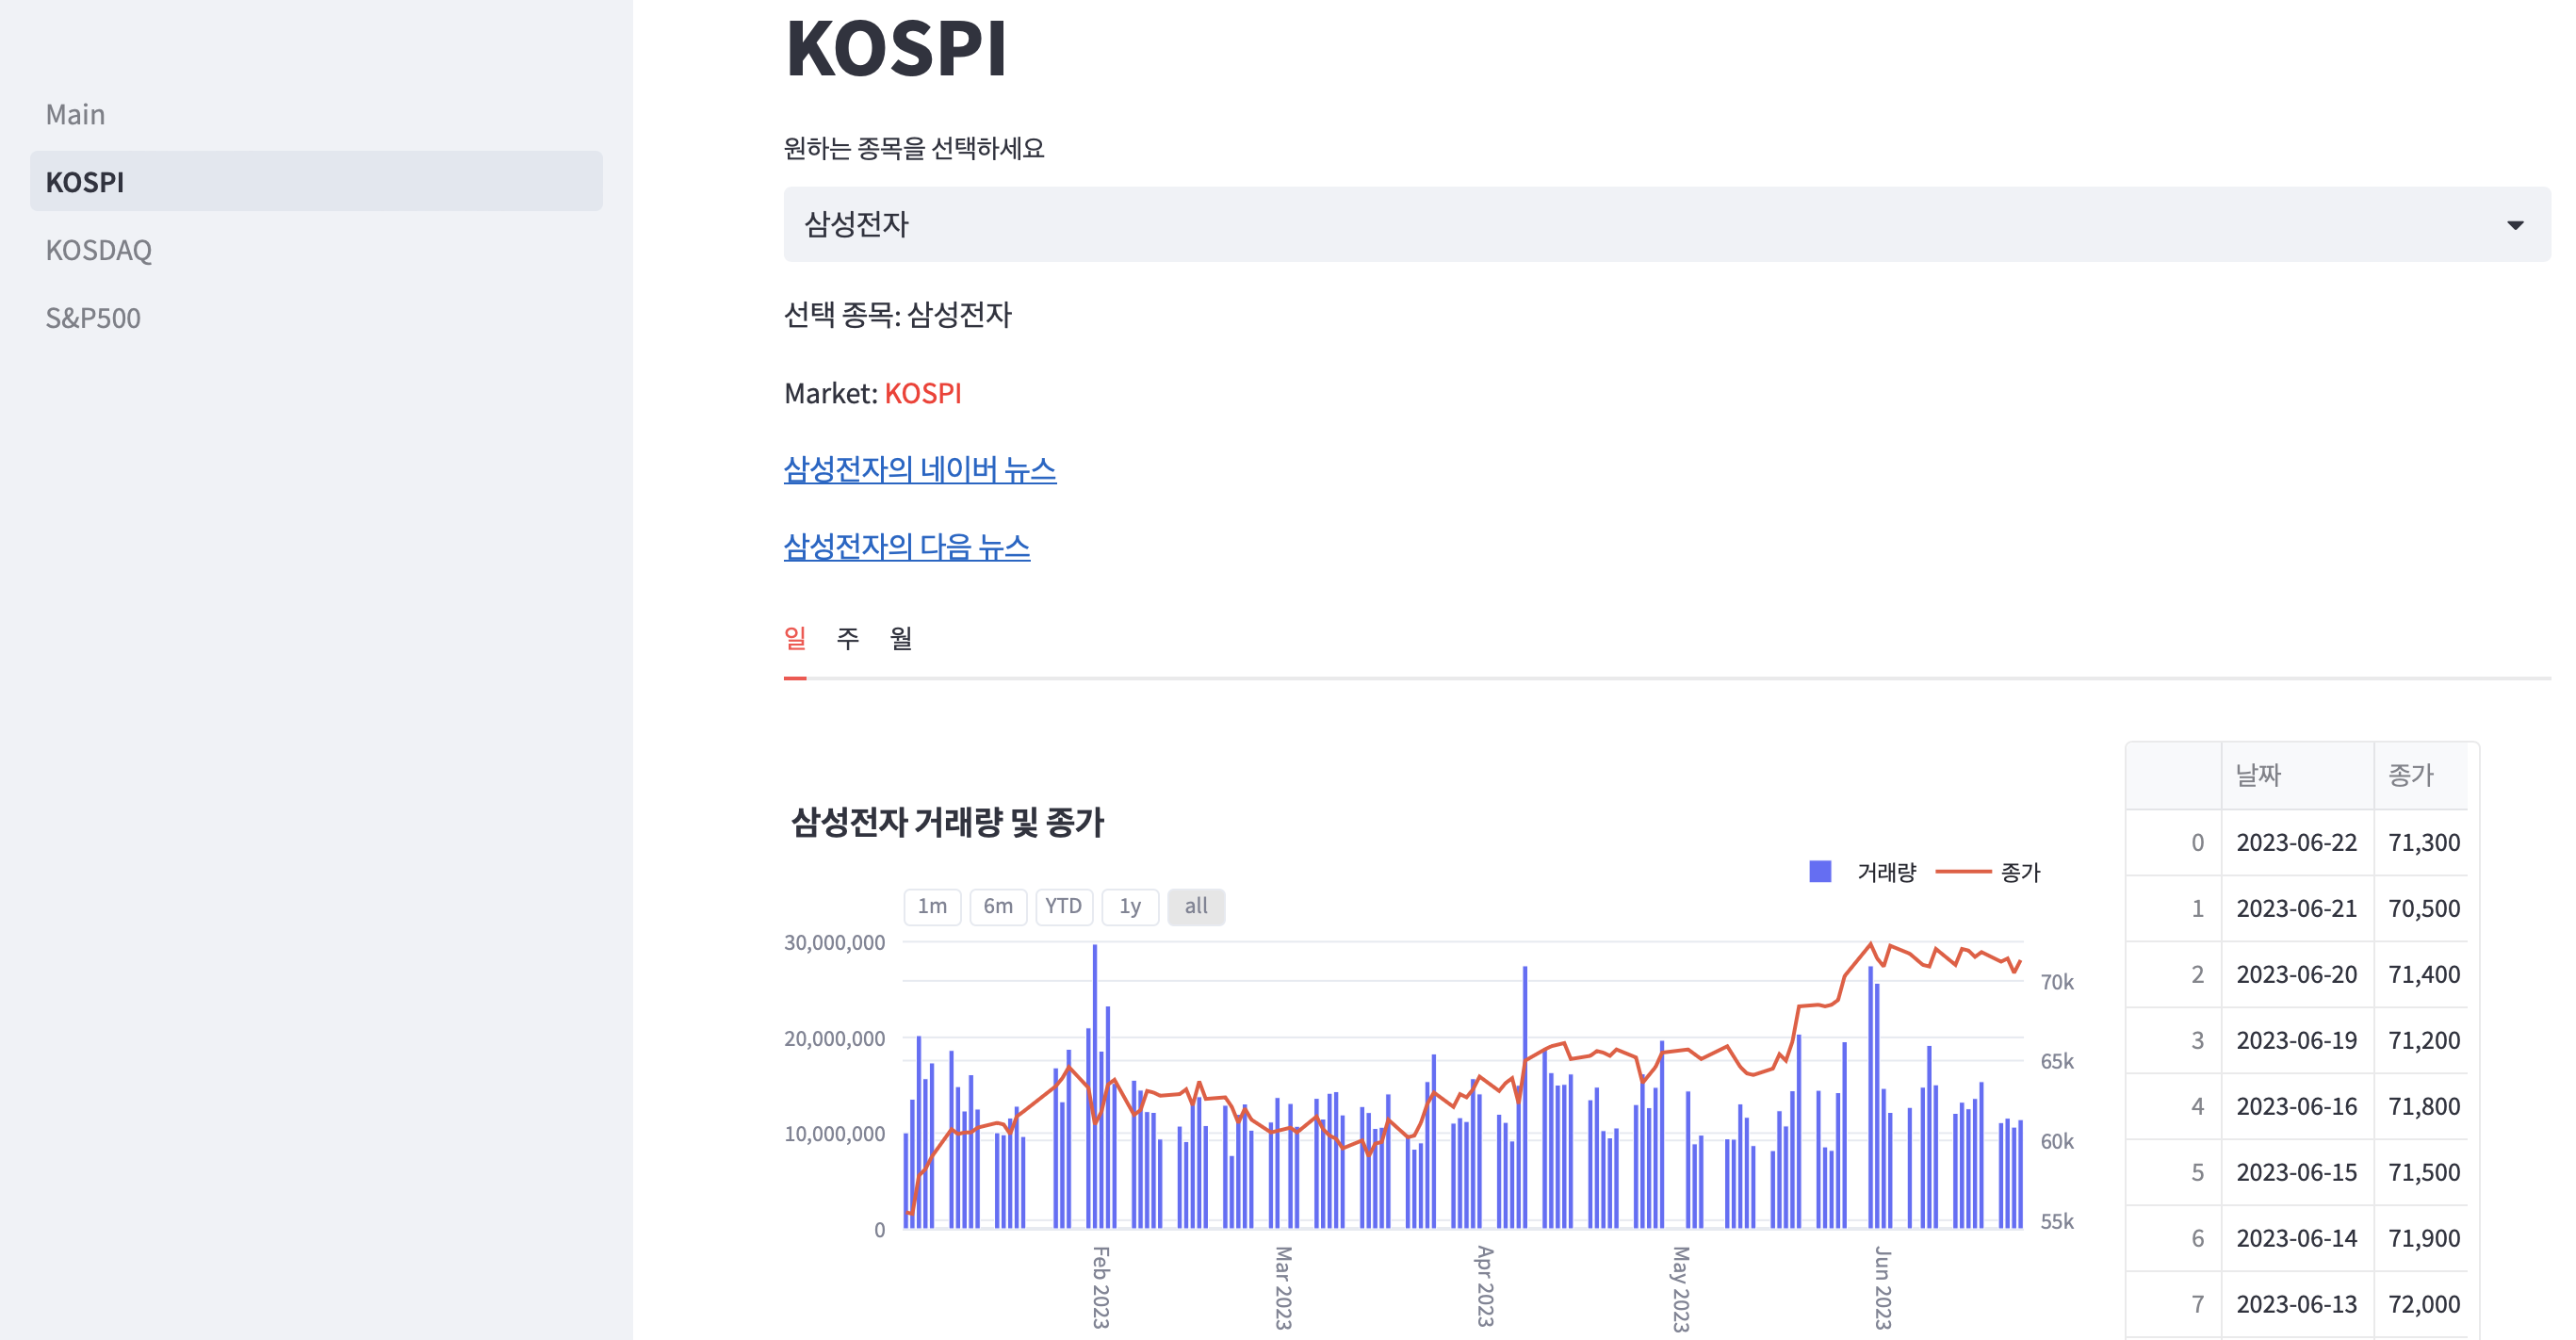 Main
KOSPI
KOSDAQ
S&P500
KOSPI
원하는 종목을 선택하세요
삼성전자
선택 종목: 삼성전자
Market: KOSPI
삼성전자의 네이버 뉴스
삼성전자의 다음 뉴스
일 주 월
삼성전자 거래량 및 종가
거래량 종가
1m 6m YTD 1y all
30,000,000
20,000,000
10,000,000
0
70k
65k
60k
55k
Feb 2023
Mar 2023
Apr 2023
May 2023
Jun 2023
날짜 종가
0 2023-06-22 71,300
1 2023-06-21 70,500
2 2023-06-20 71,400
3 2023-06-19 71,200
4 2023-06-16 71,800
5 2023-06-15 71,500
6 2023-06-14 71,900
7 2023-06-13 72,000